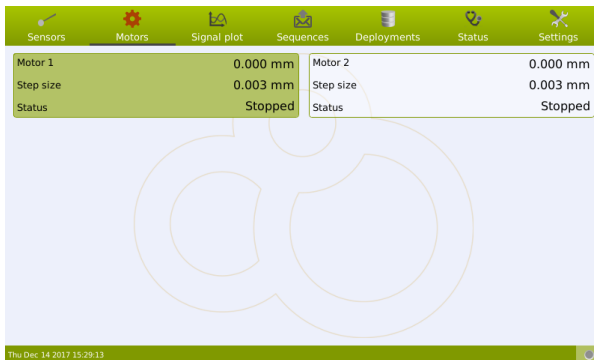 Sensors Motors Signal plot Sequences Deployments Status Settings
Motor 1 0.000 mm Motor 2 0.000 mm
Step size 0.003 mm Step size 0.003 mm
Status Stopped Status Stopped
Thu Dec 14 2017 15:29:13